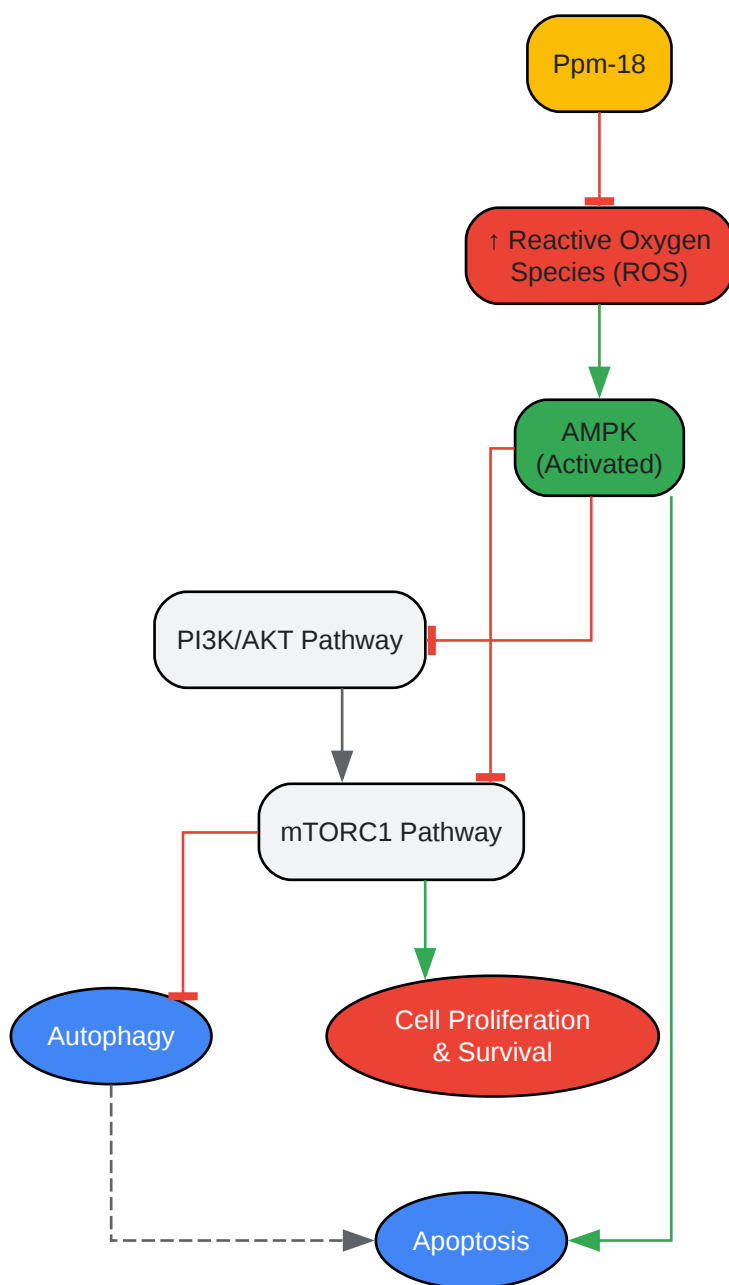 Ppm-18
↑ Reactive Oxygen
Species (ROS)
AMPK
(Activated)
PI3K/AKT Pathway
mTORC1 Pathway
Autophagy
Cell Proliferation
& Survival
Apoptosis